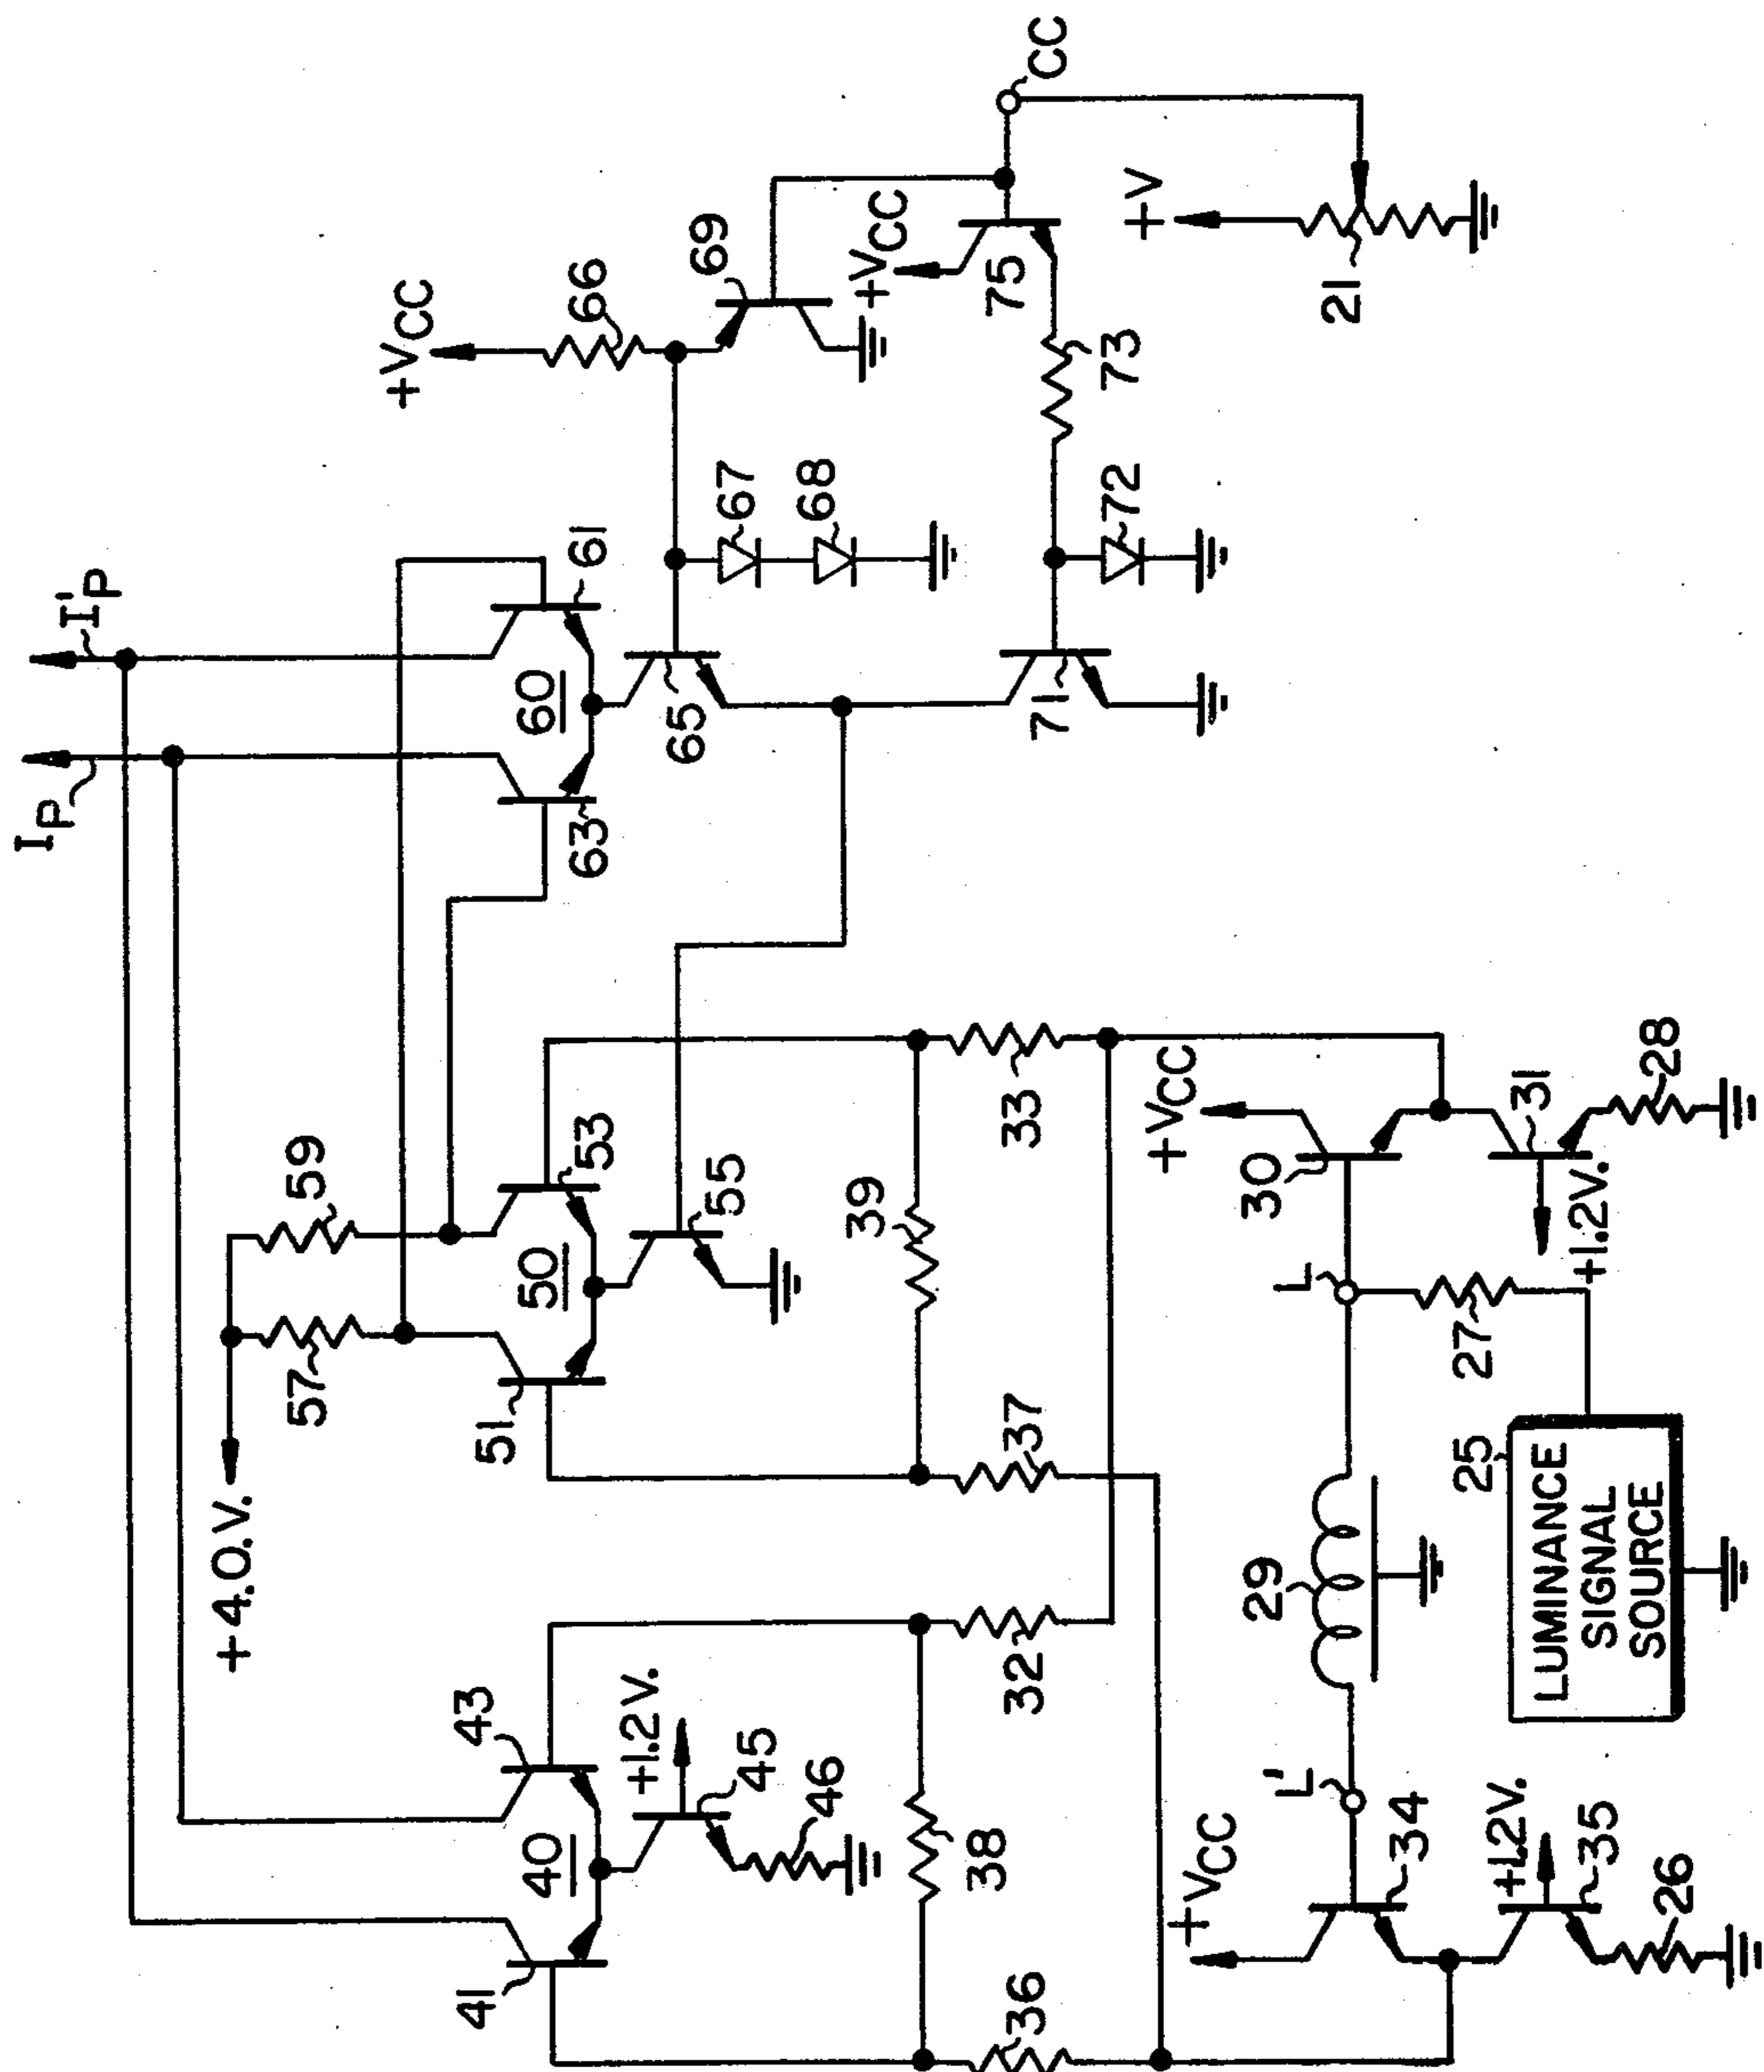 Ip
I'p
+4.0.V.
57
59
+VCC
41
43
51
53
63
61
66
40
50
60
+1.2V.
45
55
65
67
69
46
68
+VCC
38
39
36
32
37
33
71
72
73
75
CC
+VCC
+VCC
+V
29
L'
L
30
21
34
27
25
31
+1.2V.
+1.2V.
35
26
28
LUMINANCE
SIGNAL
SOURCE